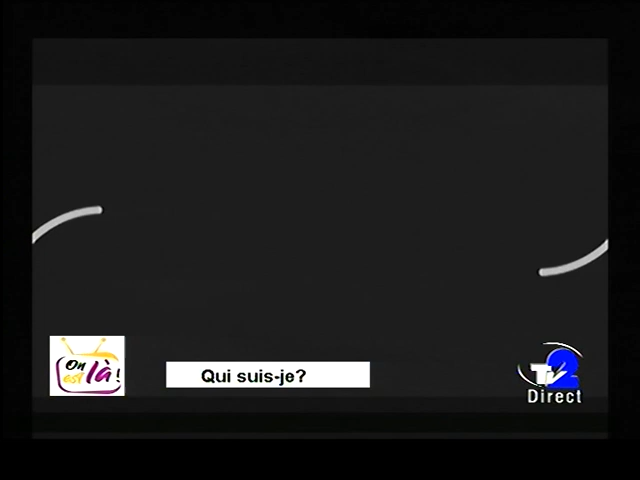 On
est là !
Qui suis-je?
TV2
Direct